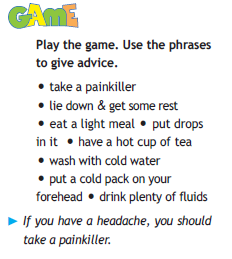 GAME
Play the game. Use the phrases
to give advice.
• take a painkiller
• lie down & get some rest
• eat a light meal • put drops
in it • have a hot cup of tea
• wash with cold water
• put a cold pack on your
forehead • drink plenty of fluids
► If you have a headache, you should
take a painkiller.